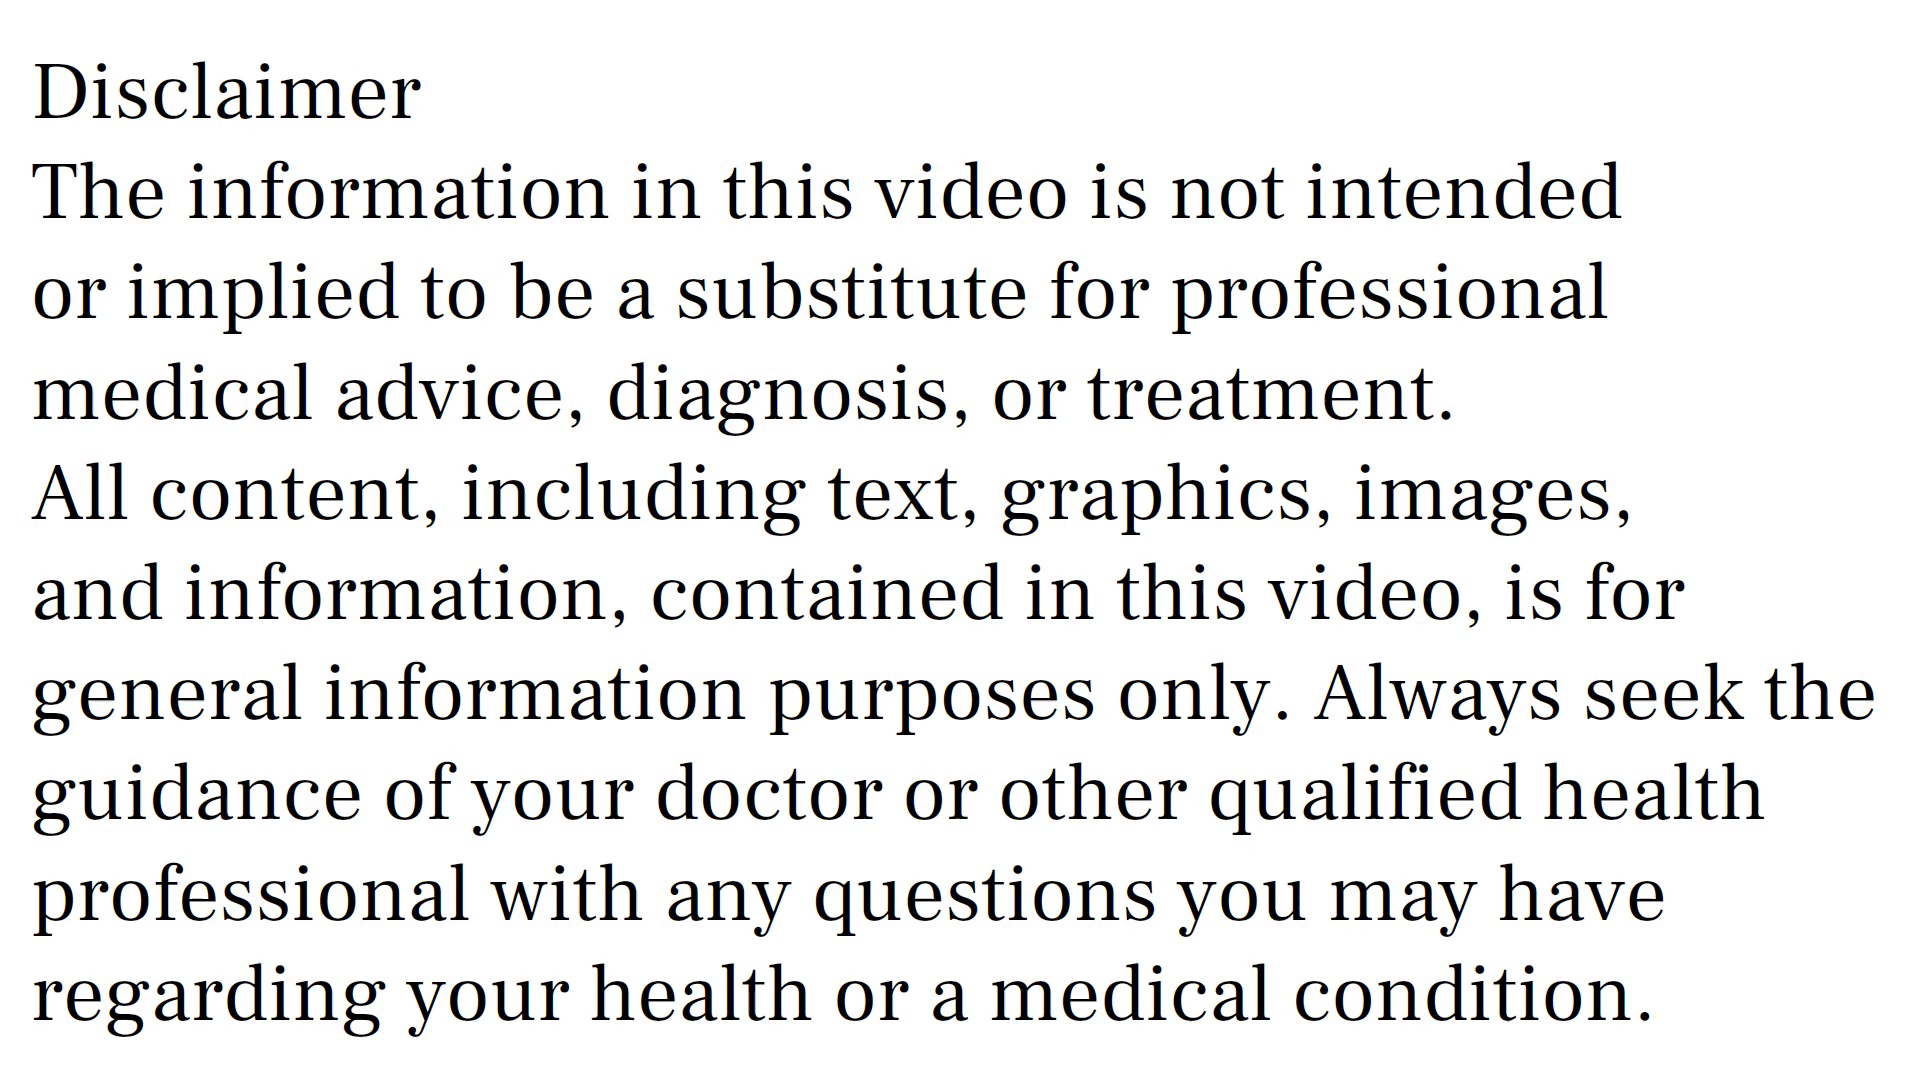 Disclaimer
The information in this video is not intended
or implied to be a substitute for professional
medical advice, diagnosis, or treatment.
All content, including text, graphics, images,
and information, contained in this video, is for
general information purposes only. Always seek the
guidance of your doctor or other qualified health
professional with any questions you may have
regarding your health or a medical condition.